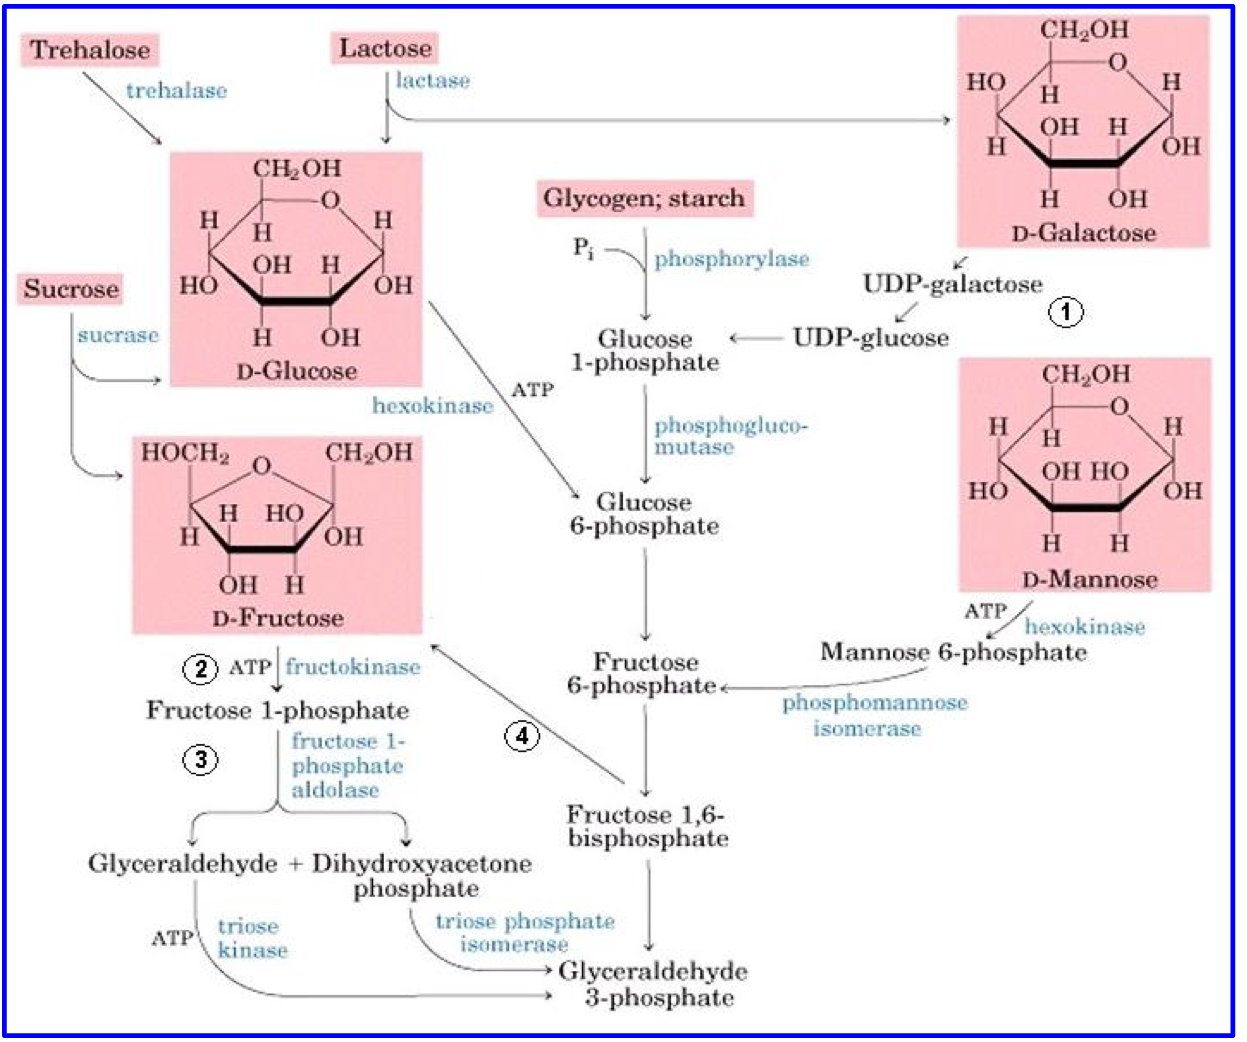 Trehalose
trehalase
Lactose
lactase
CH₂OH
O
HO
H
H
OH
H
H
OH
H
OH
D-Galactose
CH₂OH
O
H
H
H
OH
H
HO
OH
H
OH
D-Glucose
Glycogen; starch
Pᵢ
phosphorylase
UDP-galactose
①
UDP-glucose
Glucose
1-phosphate
Sucrose
sucrase
hexokinase
ATP
phosphogluco-
mutase
CH₂OH
O
H
H
H
OH HO
HO
OH
H
H
D-Mannose
HOCH₂
O
CH₂OH
H
HO
H
OH
OH
H
D-Fructose
Glucose
6-phosphate
ATP
hexokinase
Mannose 6-phosphate
phosphomannose
isomerase
Fructose
6-phosphate
② ATP fructokinase
Fructose 1-phosphate
③
fructose 1-
phosphate
aldolase
④
Fructose 1,6-
bisphosphate
Glyceraldehyde + Dihydroxyacetone
phosphate
ATP
triose
kinase
triose phosphate
isomerase
Glyceraldehyde
3-phosphate